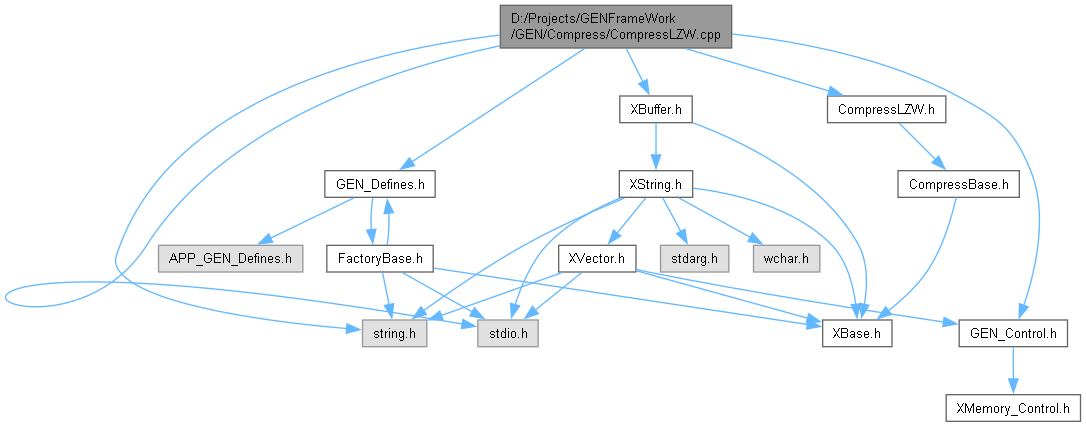 D:/Projects/GENFrameWork
/GEN/Compress/CompressLZW.cpp
XBuffer.h
CompressLZW.h
GEN_Defines.h
XString.h
CompressBase.h
APP_GEN_Defines.h
FactoryBase.h
XVector.h
stdarg.h
wchar.h
string.h
stdio.h
XBase.h
GEN_Control.h
XMemory_Control.h